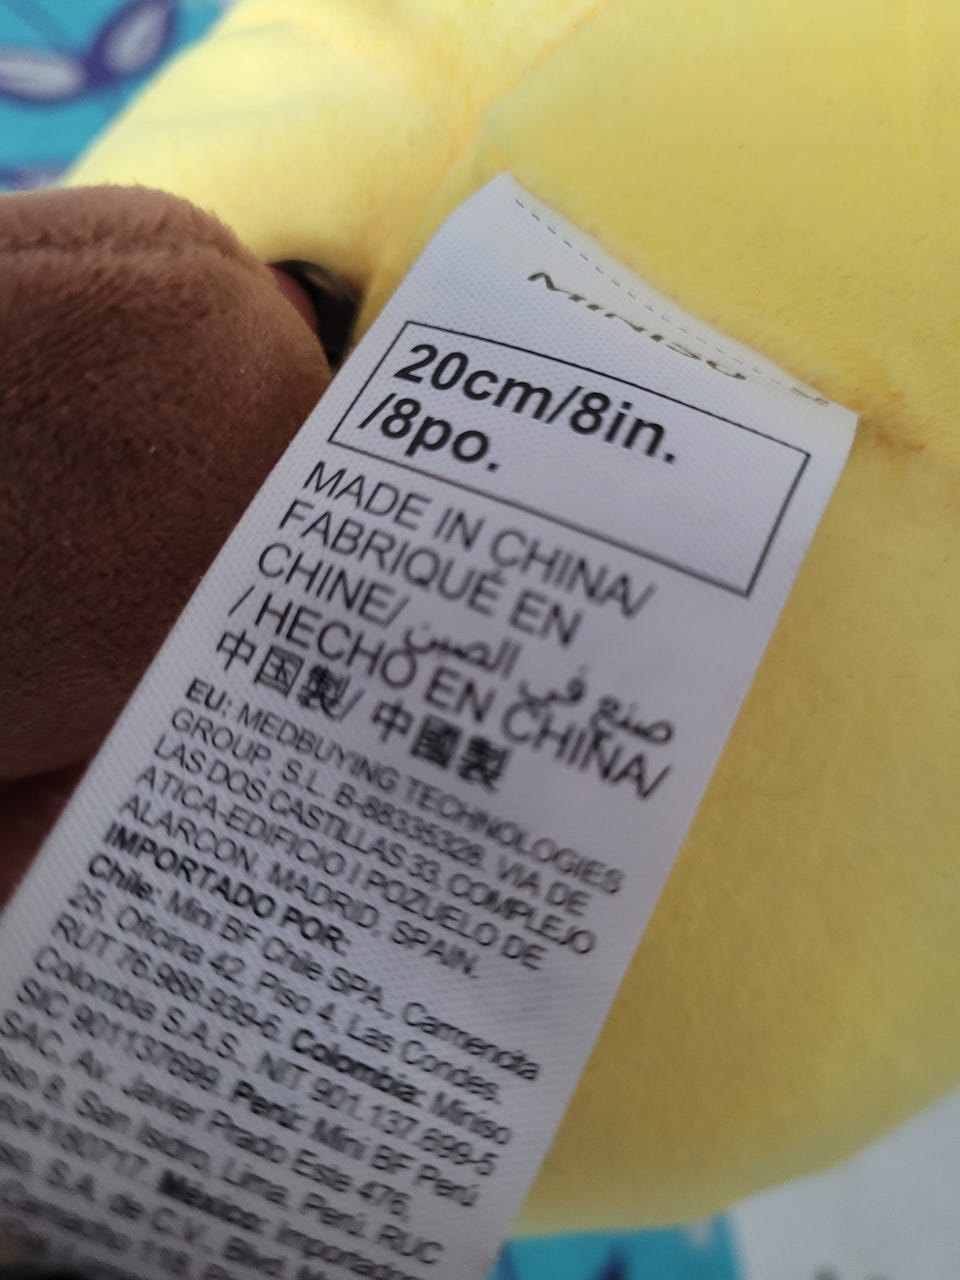 MINISO
20cm/8in.
/8po.
MADE IN CHINA/
FABRIQUÉ EN
CHINE/ صنع في الصين
/ HECHO EN CHINA/
中国製/ 中國製
EU: MEDBUYING TECHNOLOGIES
GROUP, S.L. B-88335328. VIA DE
LAS DOS CASTILLAS 33, COMPLEJO
ATICA-EDIFICIO I POZUELO DE
ALARCON. MADRID. SPAIN.
IMPORTADO POR:
Chile: Mini BF Chile SPA., Carmencita
25, Oficina 42, Piso 4, Las Condes,
RUT 76.988.939-6. Colombia: Miniso
Colombia S.A.S., NIT 901.137.699-5
SIC 901137699. Perú: Mini BF Perú
SAC, Av. Javier Prado Este 476,
8, San Isidro, Lima, Perú, RUC
México: Importadora
S.A. de C.V., Blvd.
118,